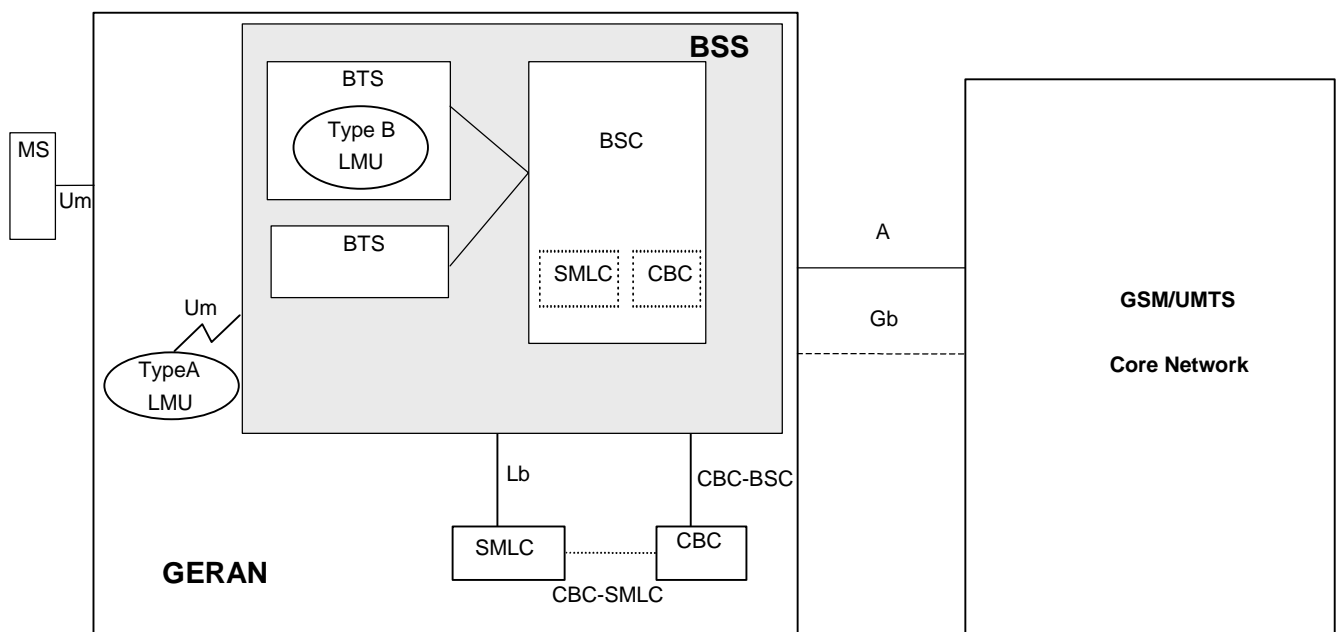 BSS
BTS
Type B
LMU
BSC
MS
Um
BTS
A
SMLC
CBC
Um
Gb
GSM/UMTS
Core Network
TypeA
LMU
Lb
CBC-BSC
SMLC
CBC
GERAN
CBC-SMLC